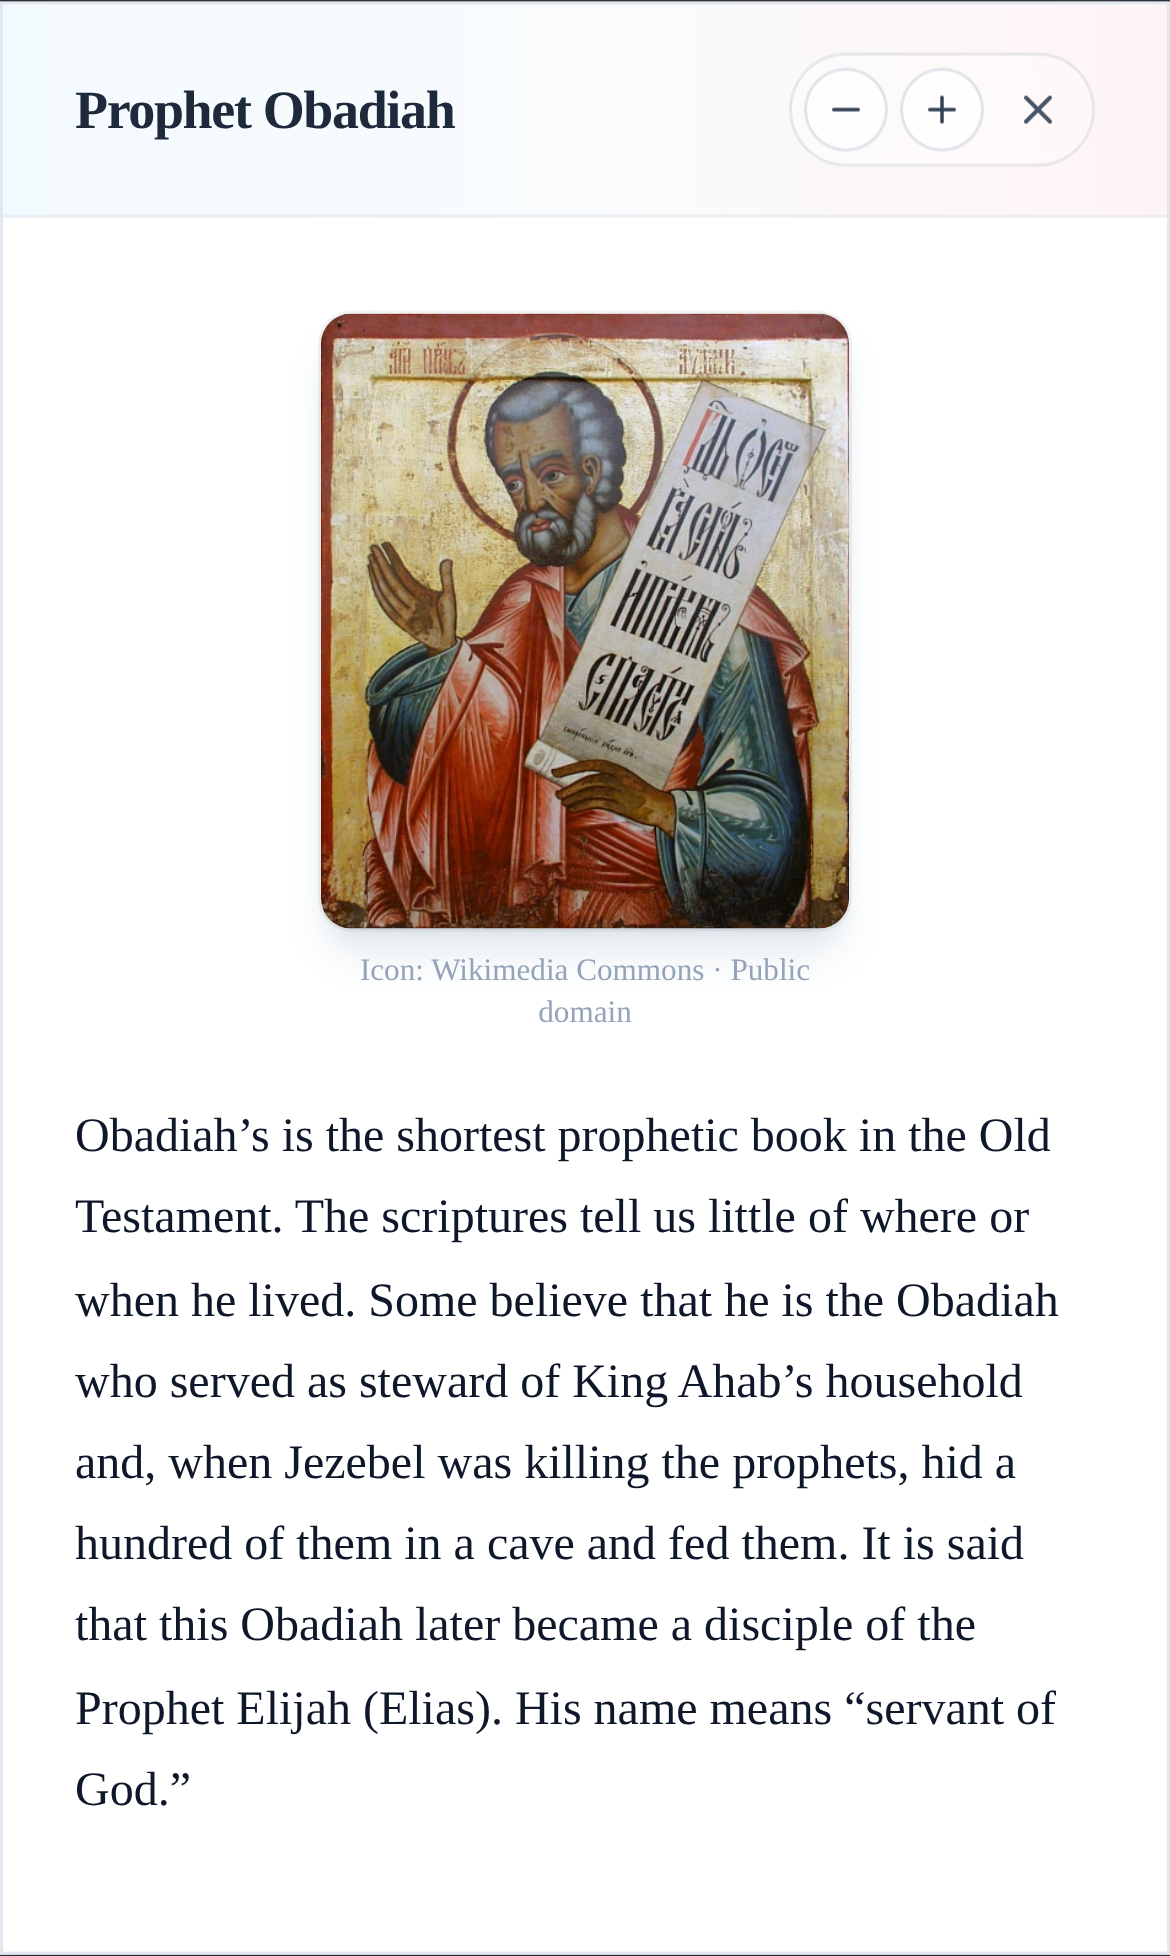 Prophet Obadiah
Icon: Wikimedia Commons · Public
domain
Obadiah’s is the shortest prophetic book in the Old
Testament. The scriptures tell us little of where or
when he lived. Some believe that he is the Obadiah
who served as steward of King Ahab’s household
and, when Jezebel was killing the prophets, hid a
hundred of them in a cave and fed them. It is said
that this Obadiah later became a disciple of the
Prophet Elijah (Elias). His name means “servant of
God.”